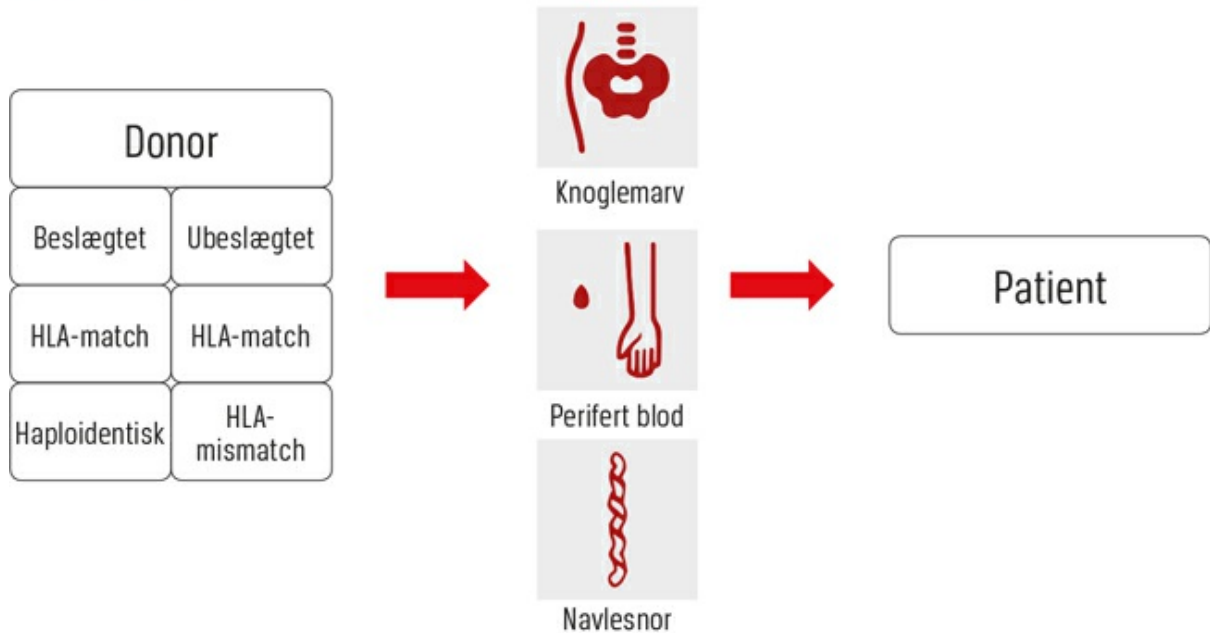 Donor
Beslægtet
Ubeslægtet
HLA-match
HLA-match
Haploidentisk
HLA-
mismatch
Knoglemarv
Perifert blod
Navlesnor
Patient